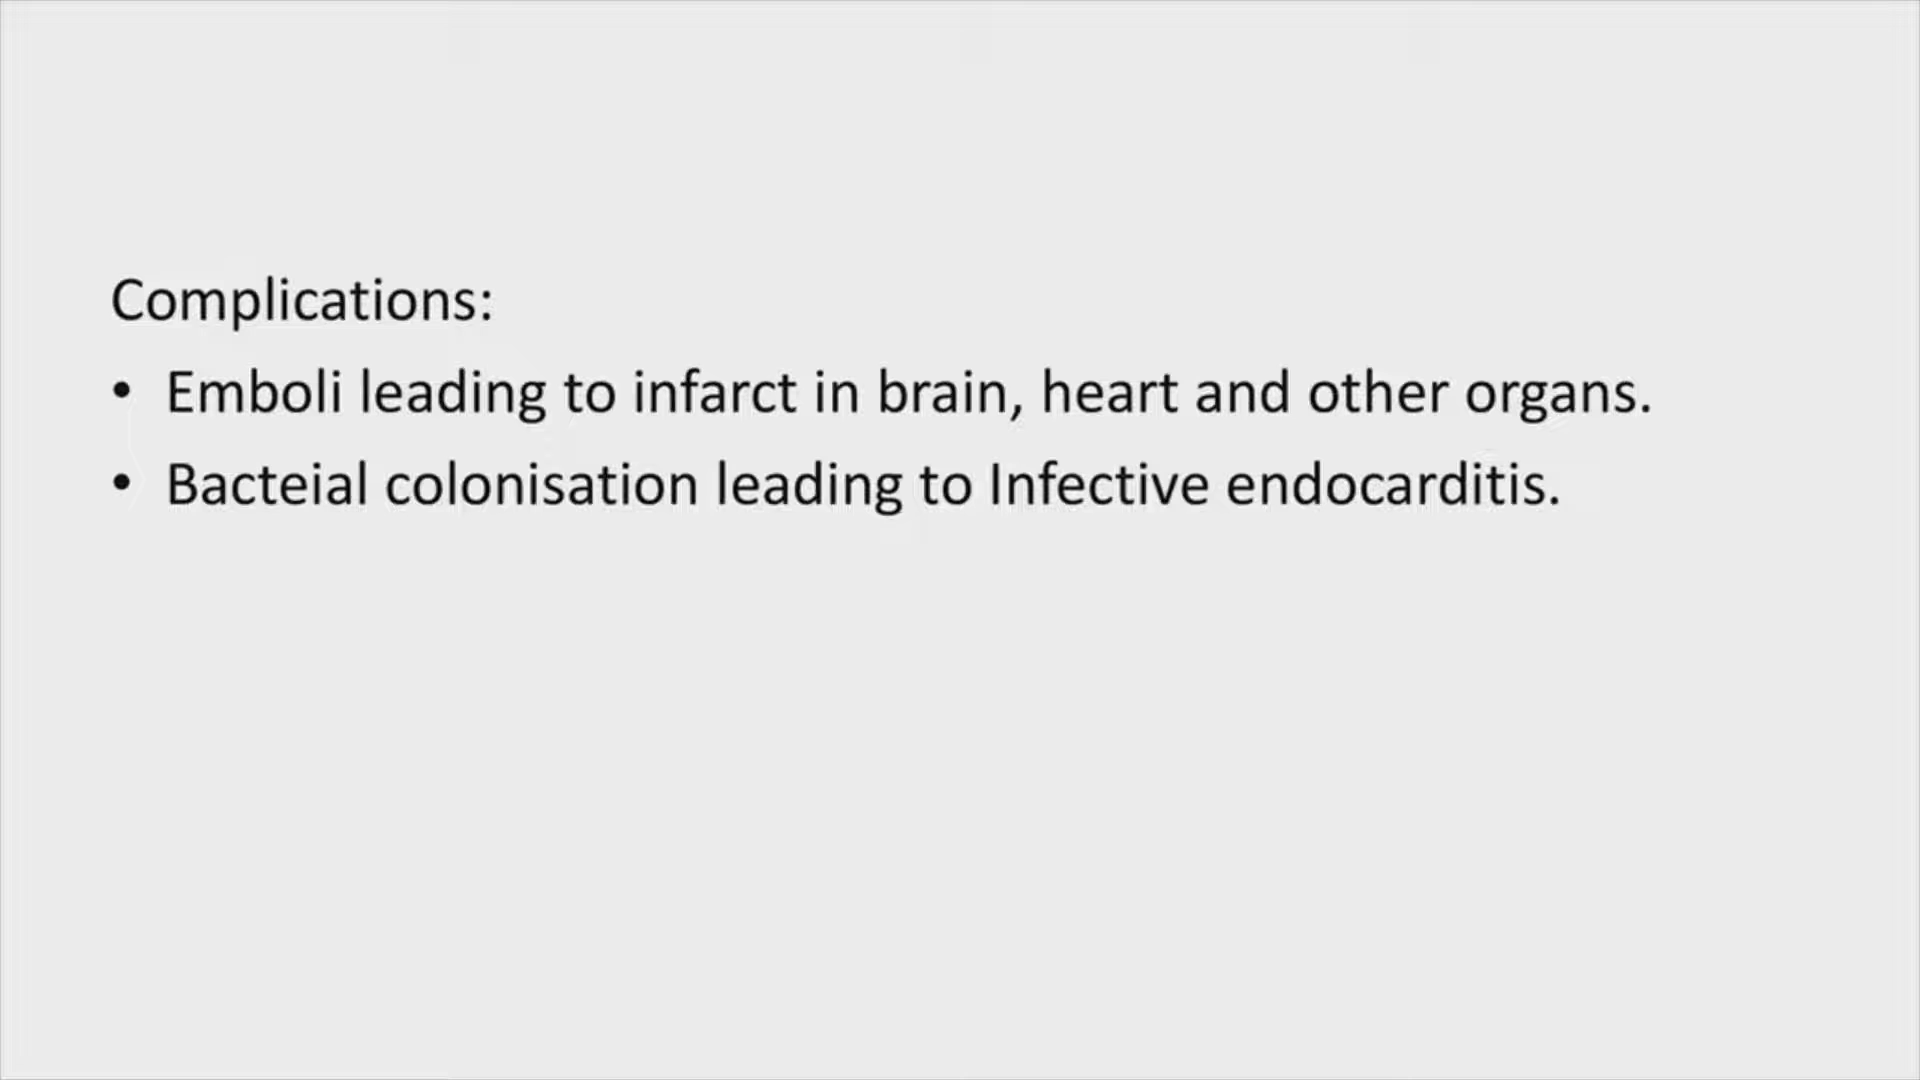 Complications:
• Emboli leading to infarct in brain, heart and other organs.
• Bacteial colonisation leading to Infective endocarditis.